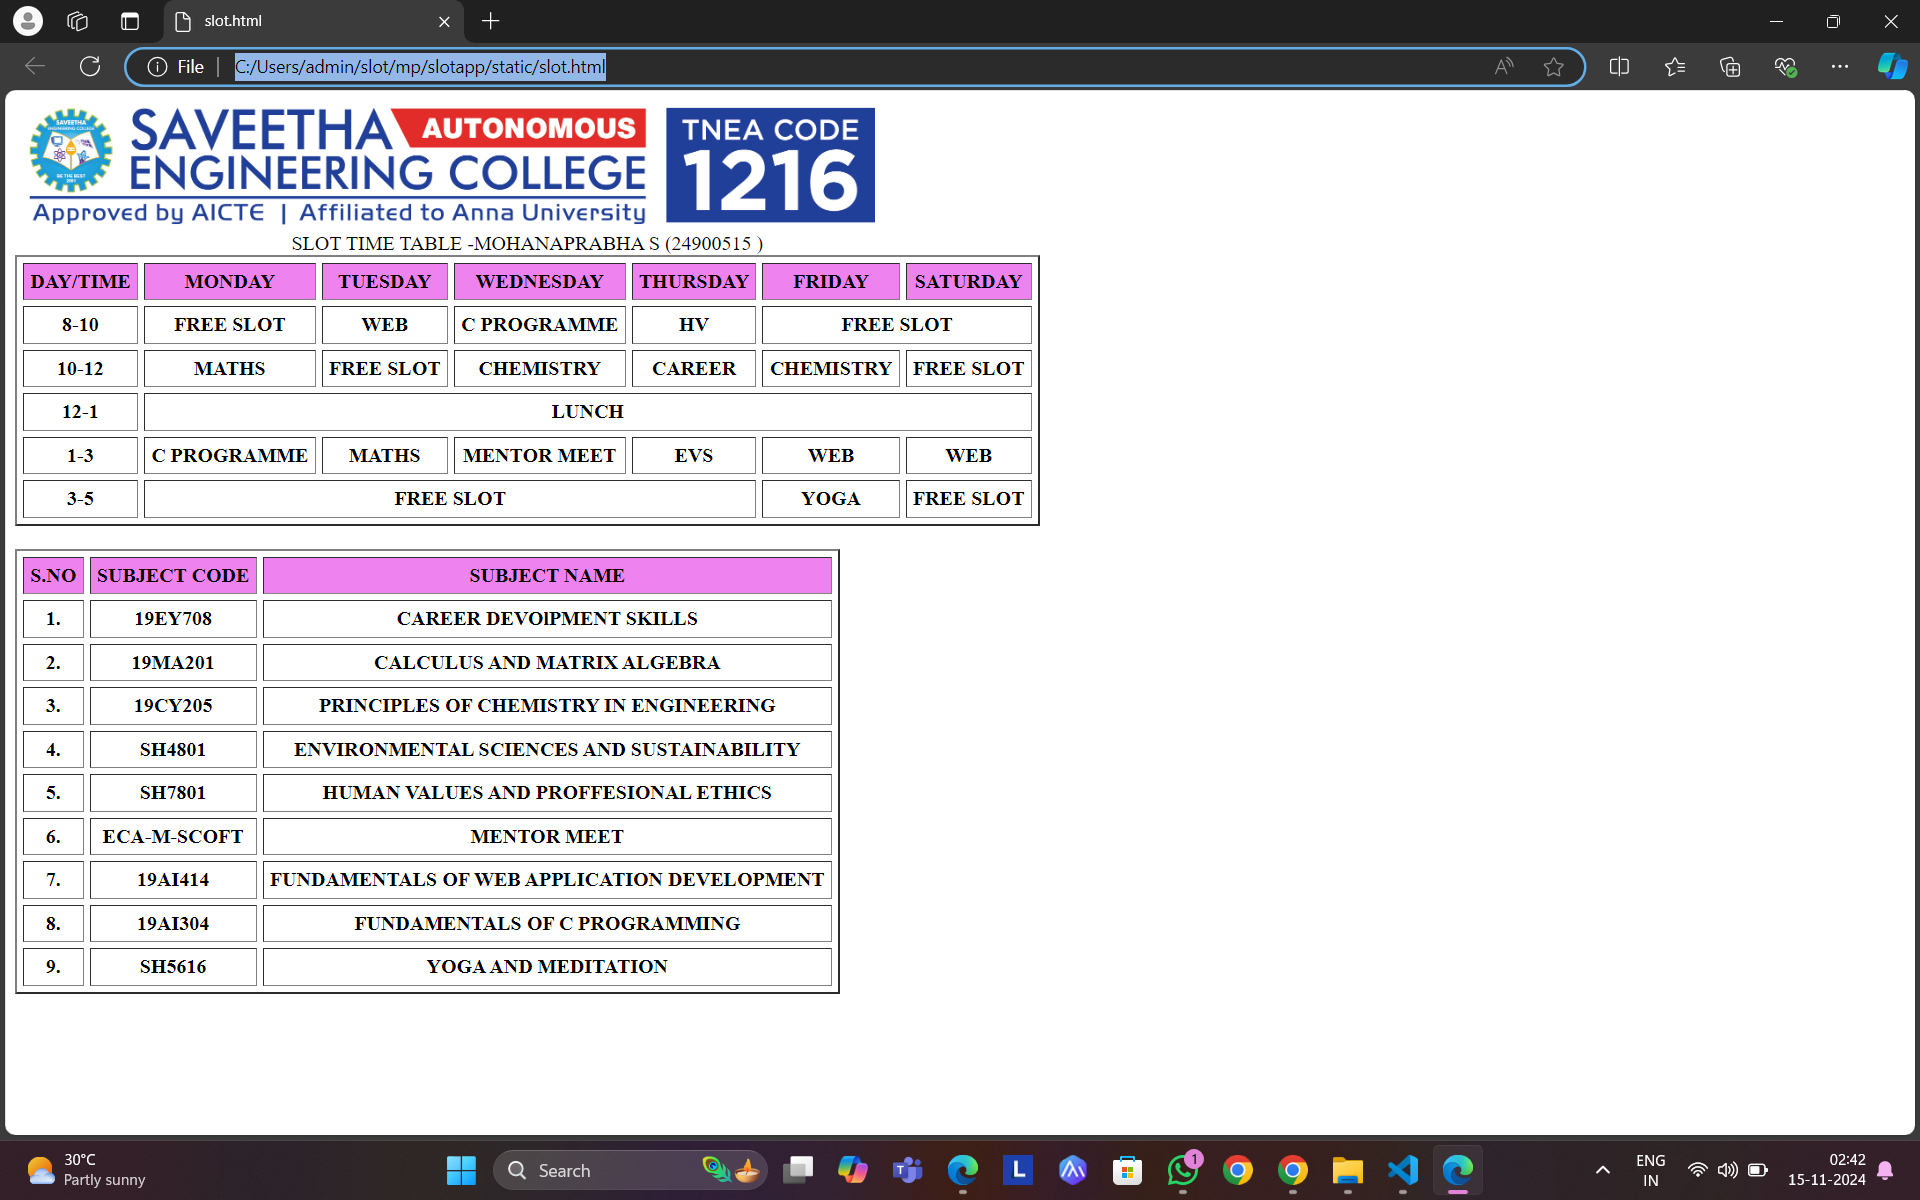 slot.html
File
C:/Users/admin/slot/mp/slotapp/static/slot.html
SAVEETHA AUTONOMOUS
ENGINEERING COLLEGE
Approved by AICTE | Affiliated to Anna University
TNEA CODE
1216
SLOT TIME TABLE -MOHANAPRABHA S (24900515 )
DAY/TIME MONDAY TUESDAY WEDNESDAY THURSDAY FRIDAY SATURDAY
8-10 FREE SLOT WEB C PROGRAMME HV FREE SLOT
10-12 MATHS FREE SLOT CHEMISTRY CAREER CHEMISTRY FREE SLOT
12-1 LUNCH
1-3 C PROGRAMME MATHS MENTOR MEET EVS WEB WEB
3-5 FREE SLOT YOGA FREE SLOT
S.NO SUBJECT CODE SUBJECT NAME
1. 19EY708 CAREER DEVOlPMENT SKILLS
2. 19MA201 CALCULUS AND MATRIX ALGEBRA
3. 19CY205 PRINCIPLES OF CHEMISTRY IN ENGINEERING
4. SH4801 ENVIRONMENTAL SCIENCES AND SUSTAINABILITY
5. SH7801 HUMAN VALUES AND PROFFESIONAL ETHICS
6. ECA-M-SCOFT MENTOR MEET
7. 19AI414 FUNDAMENTALS OF WEB APPLICATION DEVELOPMENT
8. 19AI304 FUNDAMENTALS OF C PROGRAMMING
9. SH5616 YOGA AND MEDITATION
30°C
Partly sunny
Search
L
1
ENG
IN
02:42
15-11-2024